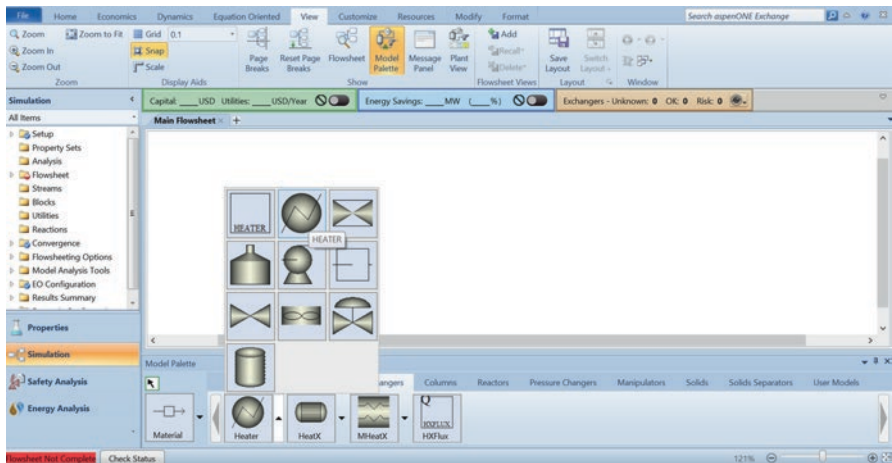 File Home Economics Dynamics Equation Oriented View Customize Resources Modify Format Search aspenONE Exchange
Zoom Zoom to Fit Grid 0.1 Add
Zoom In Snap Recall
Zoom Out Scale Delete
Page Breaks Reset Page Breaks Flowsheet Model Palette Message Panel Plant View Save Layout Switch Layout
Zoom Display Aids Show Flowsheet Views Layout Window
Simulation Capital: ____ USD Utilities: ____ USD/Year Energy Savings: ____ MW ( ____ %) Exchangers - Unknown: 0 OK: 0 Risk: 0
All Items Main Flowsheet × +
Setup
Property Sets
Analysis
Flowsheet
Streams
Blocks
Utilities
Reactions
Convergence
Flowsheeting Options
Model Analysis Tools
EO Configuration
Results Summary
HEATER
HEATER
Properties
Simulation
Safety Analysis
Energy Analysis
Model Palette
Columns Reactors Pressure Changers Manipulators Solids Solids Separators User Models
Q
HXFLUX
Material Heater HeatX MHeatX HXFlux
Flowsheet Not Complete Check Status 121%